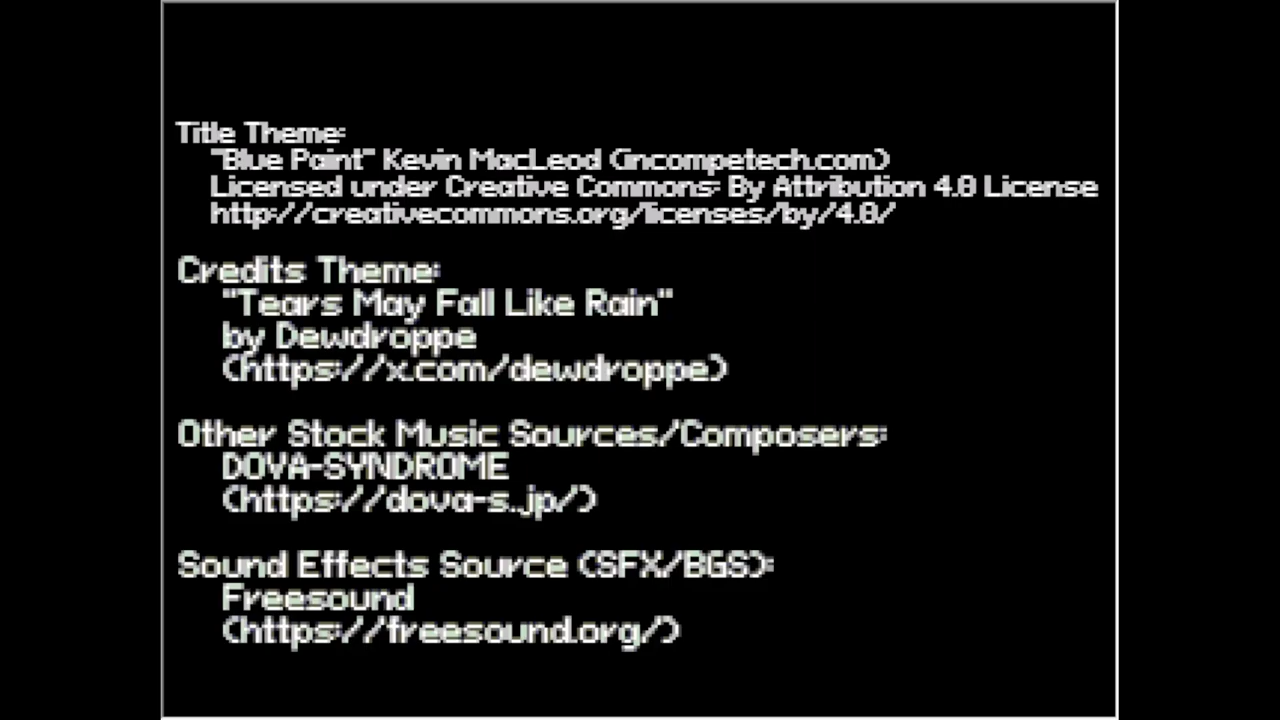 Title Theme:
"Blue Paint" Kevin MacLeod (incompetech.com)
Licensed under Creative Commons: By Attribution 4.0 License
http://creativecommons.org/licenses/by/4.0/
Credits Theme:
"Tears May Fall Like Rain"
by Dewdroppe
(https://x.com/dewdroppe)
Other Stock Music Sources/Composers:
DOVA-SYNDROME
(https://dova-s.jp/)
Sound Effects Source (SFX/BGS):
Freesound
(https://freesound.org/)